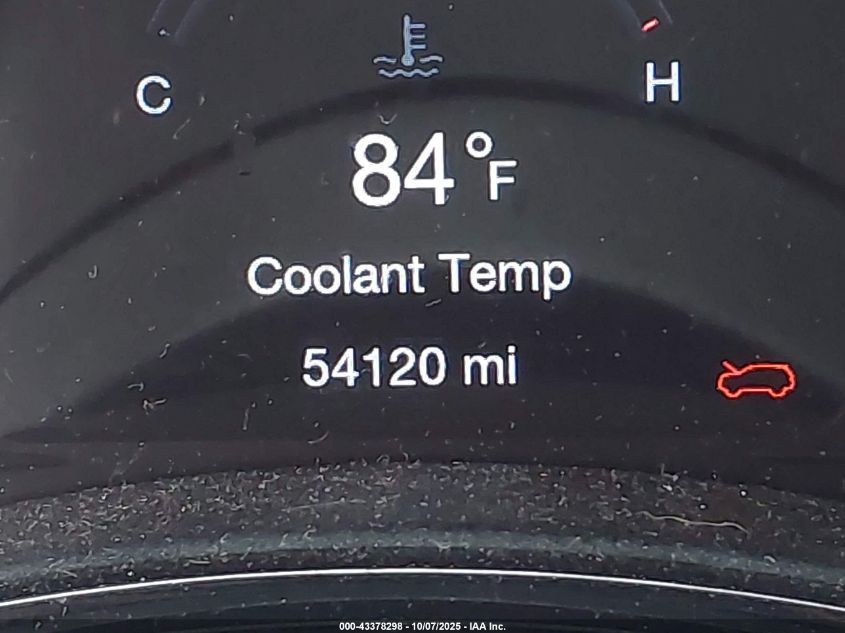 C H
84°F
Coolant Temp
54120 mi
000-43378298 - 10/07/2025 - IAA Inc.